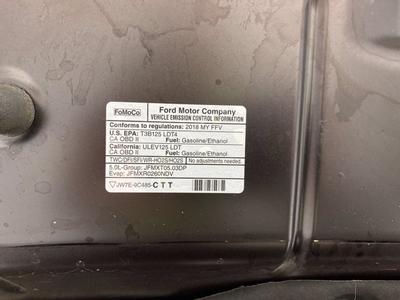 FoMoCo
Ford Motor Company
VEHICLE EMISSION CONTROL INFORMATION
Conforms to regulations: 2018 MY FFV
U.S. EPA: T3B125 LDT4
CA OBD II Fuel: Gasoline/Ethanol
California: ULEV125 LDT
CA OBD II Fuel: Gasoline/Ethanol
TWC/DFI/SFI/WR-HO2S/HO2S No adjustments needed.
5.0L-Group: JFMXT05.03DP
Evap: JFMXR0260NDV
JW7E-9C485-CTT